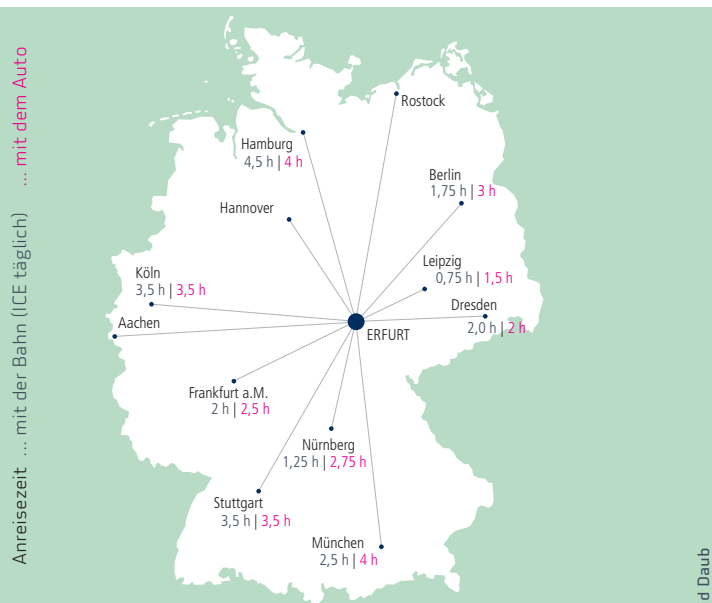 Anreisezeit ... mit der Bahn (ICE täglich) ... mit dem Auto
Rostock
Hamburg
4,5 h | 4 h
Berlin
1,75 h | 3 h
Hannover
Leipzig
0,75 h | 1,5 h
Köln
3,5 h | 3,5 h
Dresden
2,0 h | 2 h
Aachen
ERFURT
Frankfurt a.M.
2 h | 2,5 h
Nürnberg
1,25 h | 2,75 h
Stuttgart
3,5 h | 3,5 h
München
2,5 h | 4 h
d Daub